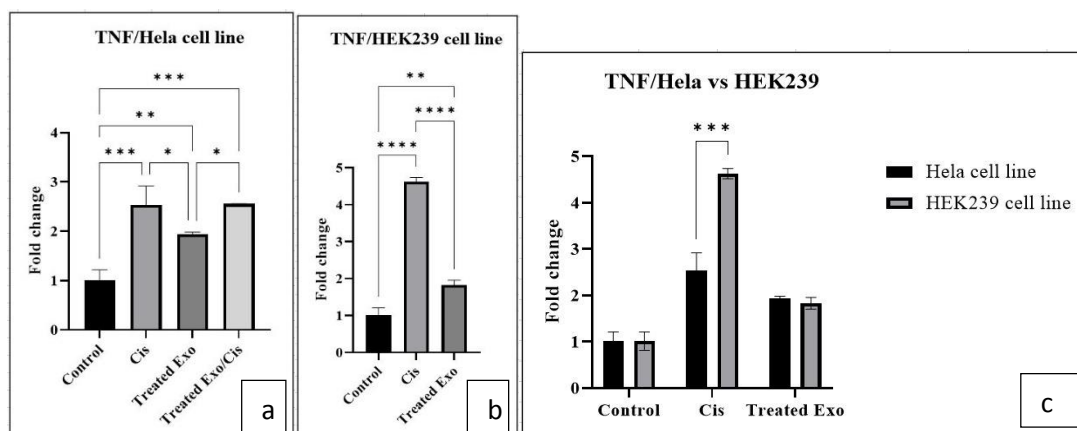 TNF/Hela cell line
***
**
***
*
*
Fold change
4
3
2
1
0
Control
Cis
Treated Exo
Treated Exo/Cis
a
TNF/HEK239 cell line
**
****
****
Fold change
5
4
3
2
1
0
Control
Cis
Treated Exo
b
TNF/Hela vs HEK239
***
Fold change
5
4
3
2
1
0
Control
Cis
Treated Exo
Hela cell line
HEK239 cell line
c